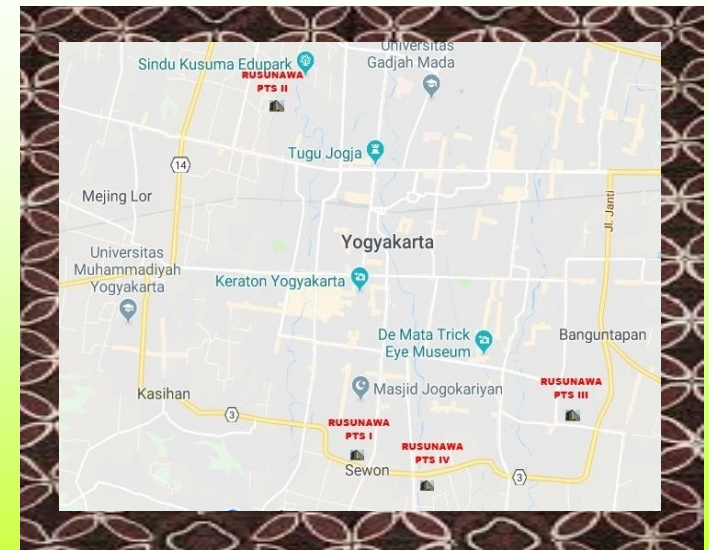 Universitas
Gadjah Mada
Sindu Kusuma Edupark
RUSUNAWA
PTS II
Tugu Jogja
14
Mejing Lor
Jl. Janti
Yogyakarta
Universitas
Muhammadiyah
Yogyakarta
Keraton Yogyakarta
De Mata Trick
Eye Museum
Banguntapan
Kasihan
Masjid Jogokariyan
RUSUNAWA
PTS III
3
RUSUNAWA
PTS I
RUSUNAWA
PTS IV
Sewon
3